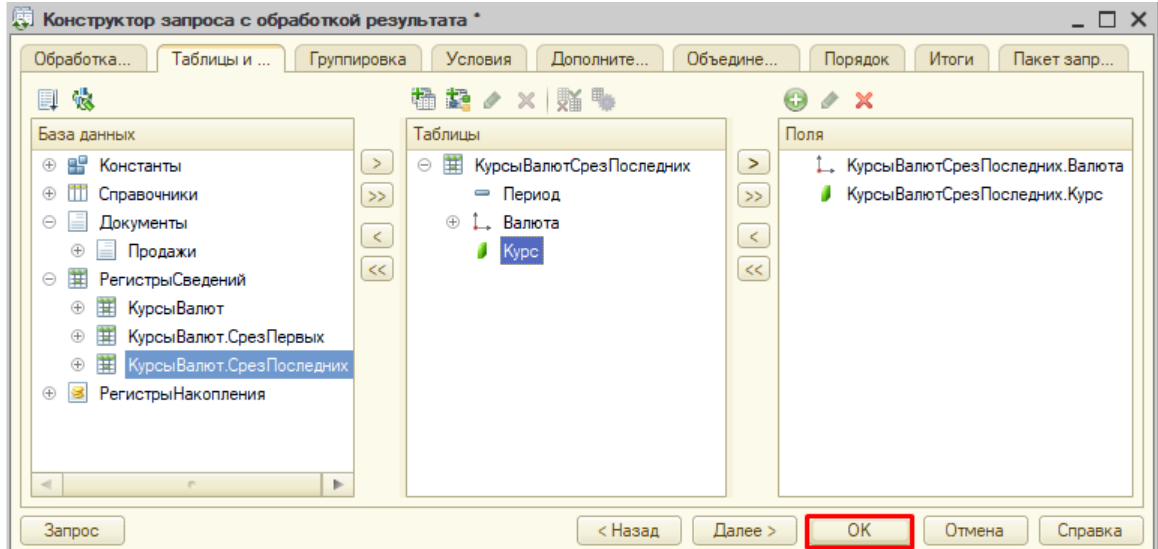 Конструктор запроса с обработкой результата *
Обработка... Таблицы и ... Группировка Условия Дополните... Объедине... Порядок Итоги Пакет запр...
База данных
Константы
Справочники
Документы
Продажи
РегистрыСведений
КурсыВалют
КурсыВалют.СрезПервых
КурсыВалют.СрезПоследних
РегистрыНакопления
>
>>
<
<<
Таблицы
КурсыВалютСрезПоследних
Период
Валюта
Курс
>
>>
<
<<
Поля
КурсыВалютСрезПоследних.Валюта
КурсыВалютСрезПоследних.Курс
Запрос < Назад Далее > ОК Отмена Справка